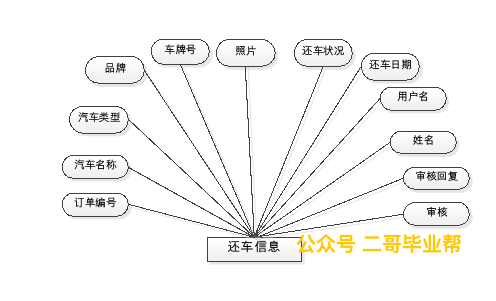 车牌号
照片
还车状况
品牌
还车日期
用户名
汽车类型
姓名
汽车名称
审核回复
订单编号
审核
还车信息
公众号 二哥毕业帮